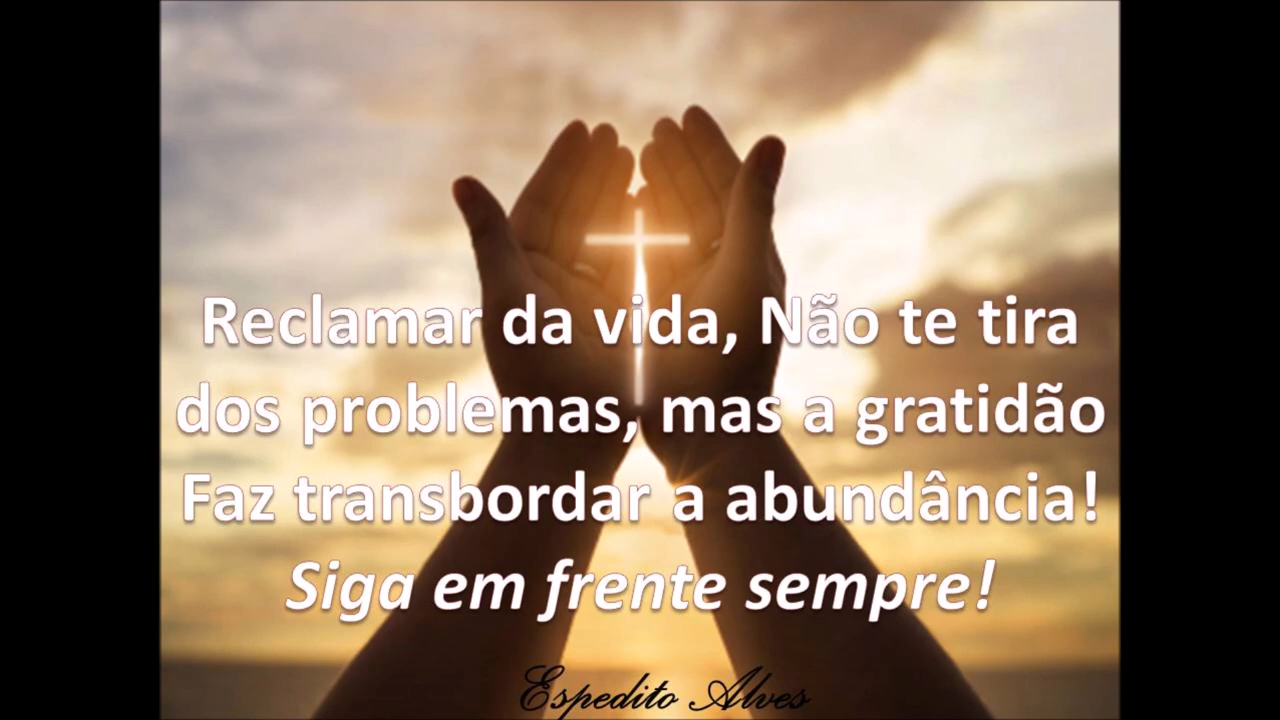 Reclamar da vida, Não te tira
dos problemas, mas a gratidão
Faz transbordar a abundância!
Siga em frente sempre!
Espedito Alves